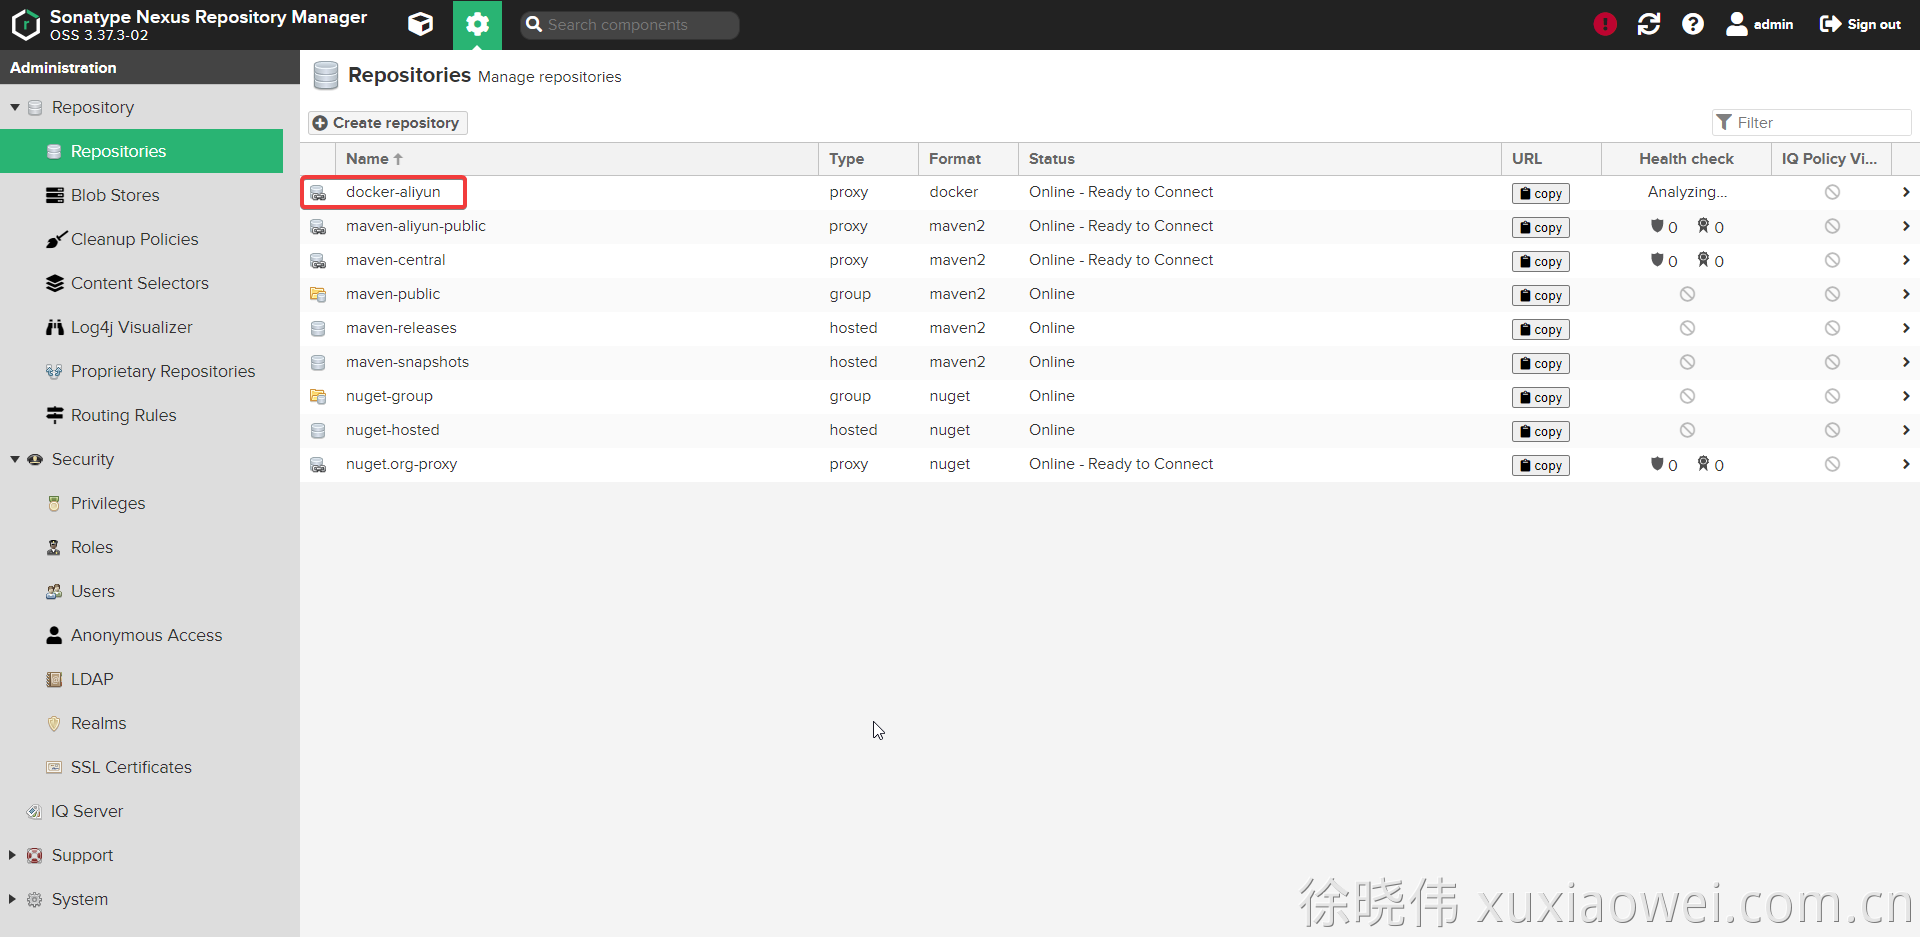 Sonatype Nexus Repository Manager
OSS 3.37.3-02
Search components
admin
Sign out
Administration
Repository
Repositories
Blob Stores
Cleanup Policies
Content Selectors
Log4j Visualizer
Proprietary Repositories
Routing Rules
Security
Privileges
Roles
Users
Anonymous Access
LDAP
Realms
SSL Certificates
IQ Server
Support
System
Repositories Manage repositories
Create repository
Filter
Name Type Format Status URL Health check IQ Policy Vi...
docker-aliyun proxy docker Online - Ready to Connect copy Analyzing...
maven-aliyun-public proxy maven2 Online - Ready to Connect copy 0 0
maven-central proxy maven2 Online - Ready to Connect copy 0 0
maven-public group maven2 Online copy
maven-releases hosted maven2 Online copy
maven-snapshots hosted maven2 Online copy
nuget-group group nuget Online copy
nuget-hosted hosted nuget Online copy
nuget.org-proxy proxy nuget Online - Ready to Connect copy 0 0
徐晓伟 xuxiaowei.com.cn